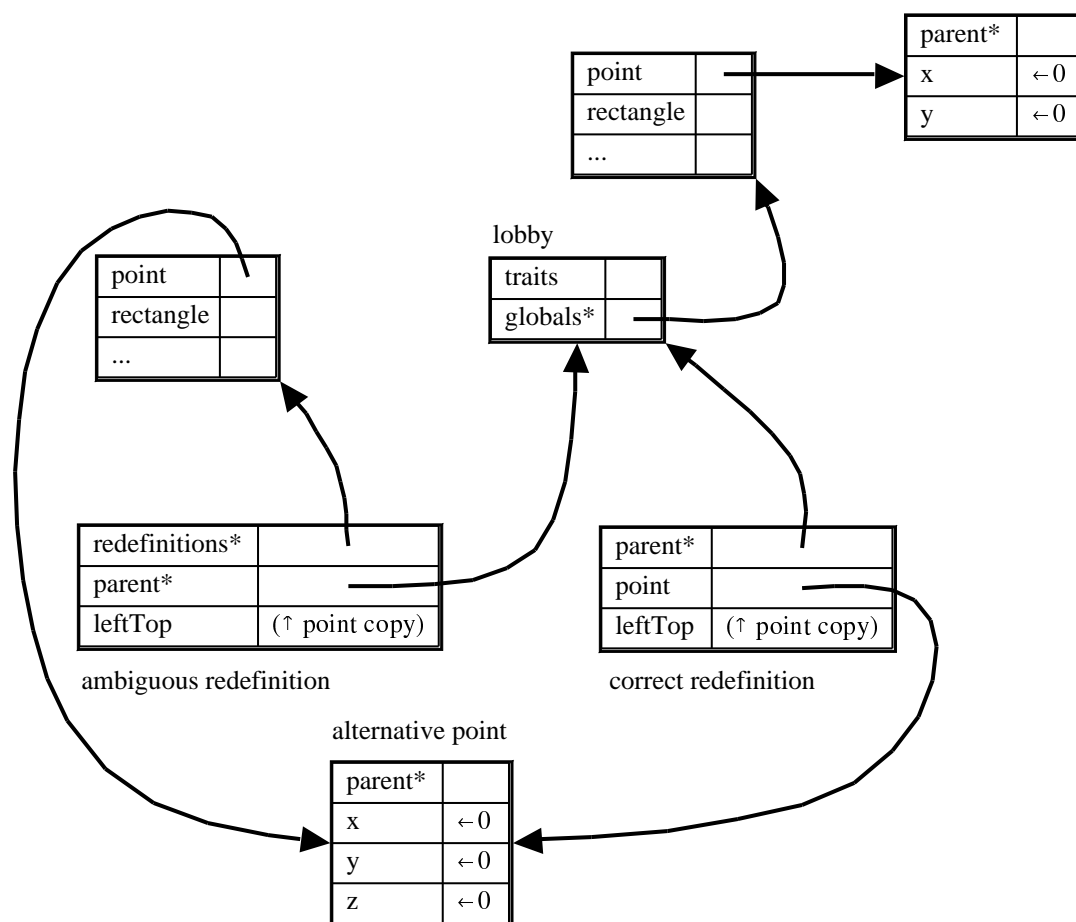 parent*
x ←0
y ←0
point
rectangle
...
lobby
traits
globals*
point
rectangle
...
redefinitions*
parent*
leftTop (↑ point copy)
ambiguous redefinition
parent*
point
leftTop (↑ point copy)
correct redefinition
alternative point
parent*
x ←0
y ←0
z ←0